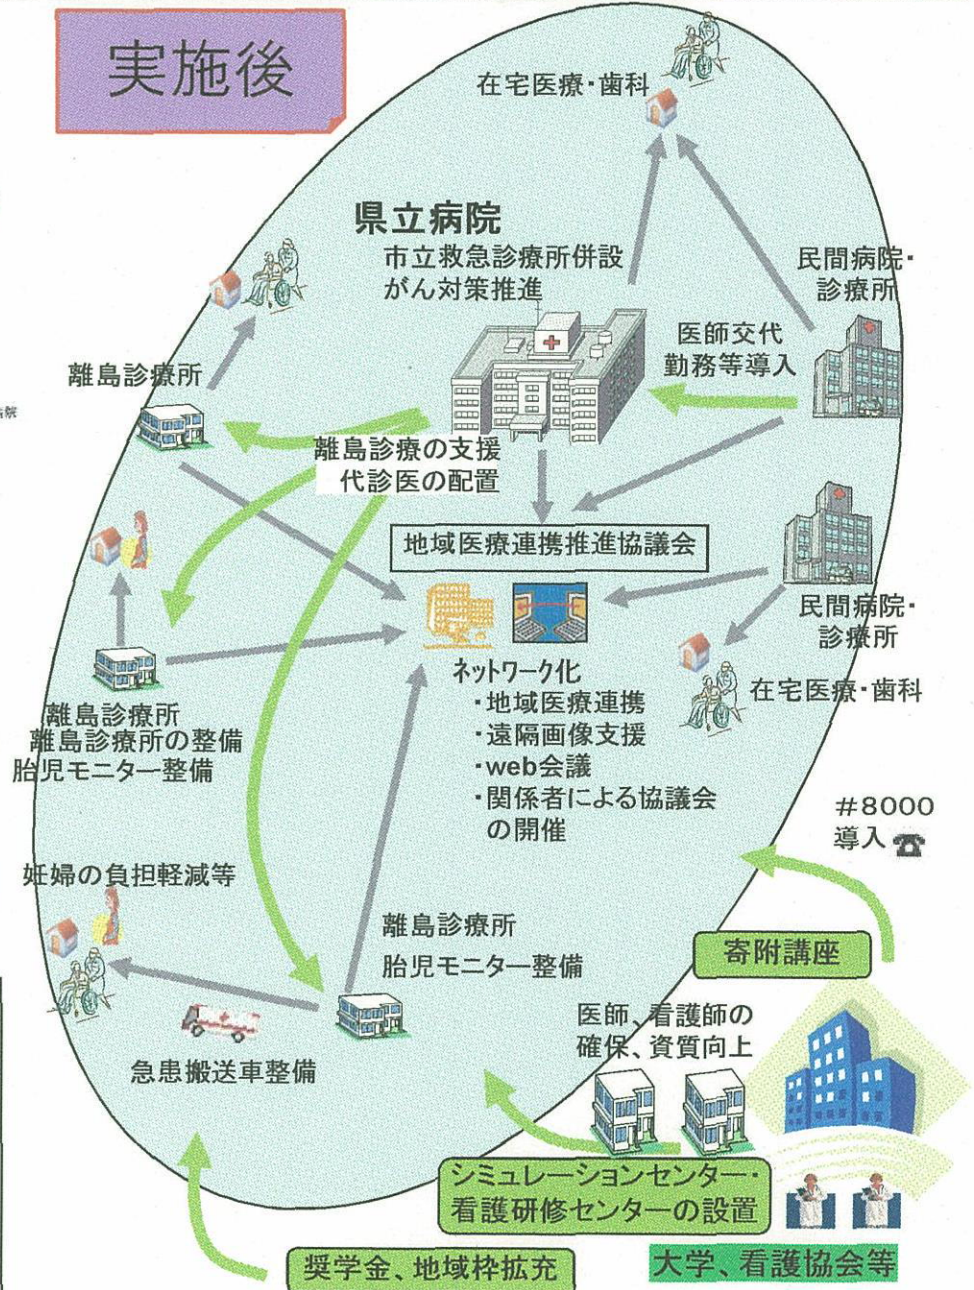 実施後
在宅医療・歯科
県立病院
市立救急診療所併設
がん対策推進
民間病院・
診療所
医師交代
勤務等導入
離島診療所
離島診療の支援
代診医の配置
地域医療連携推進協議会
民間病院・
診療所
在宅医療・歯科
ネットワーク化
・地域医療連携
・遠隔画像支援
・web会議
・関係者による協議会
の開催
離島診療所
離島診療所の整備
胎児モニター整備
#8000
導入☎
妊婦の負担軽減等
離島診療所
胎児モニター整備
寄附講座
急患搬送車整備
医師、看護師の
確保、資質向上
シミュレーションセンター・
看護研修センターの設置
大学、看護協会等
奨学金、地域枠拡充